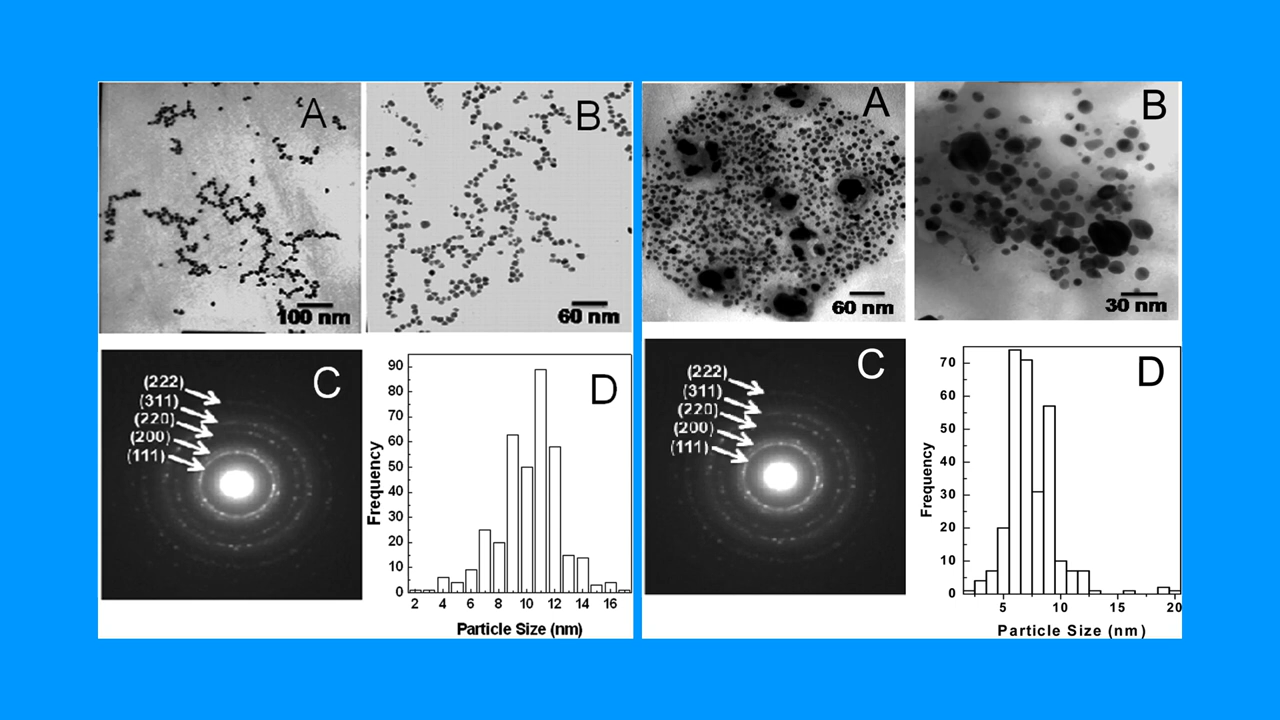 A
100 nm
B
60 nm
C
(222)
(311)
(220)
(200)
(111)
D
90
80
70
60
50
40
30
20
10
0
Frequency
2 4 6 8 10 12 14 16
Particle Size (nm)
A
60 nm
B
30 nm
C
(222)
(311)
(220)
(200)
(111)
D
70
60
50
40
30
20
10
0
Frequency
5 10 15 20
Particle Size (nm)